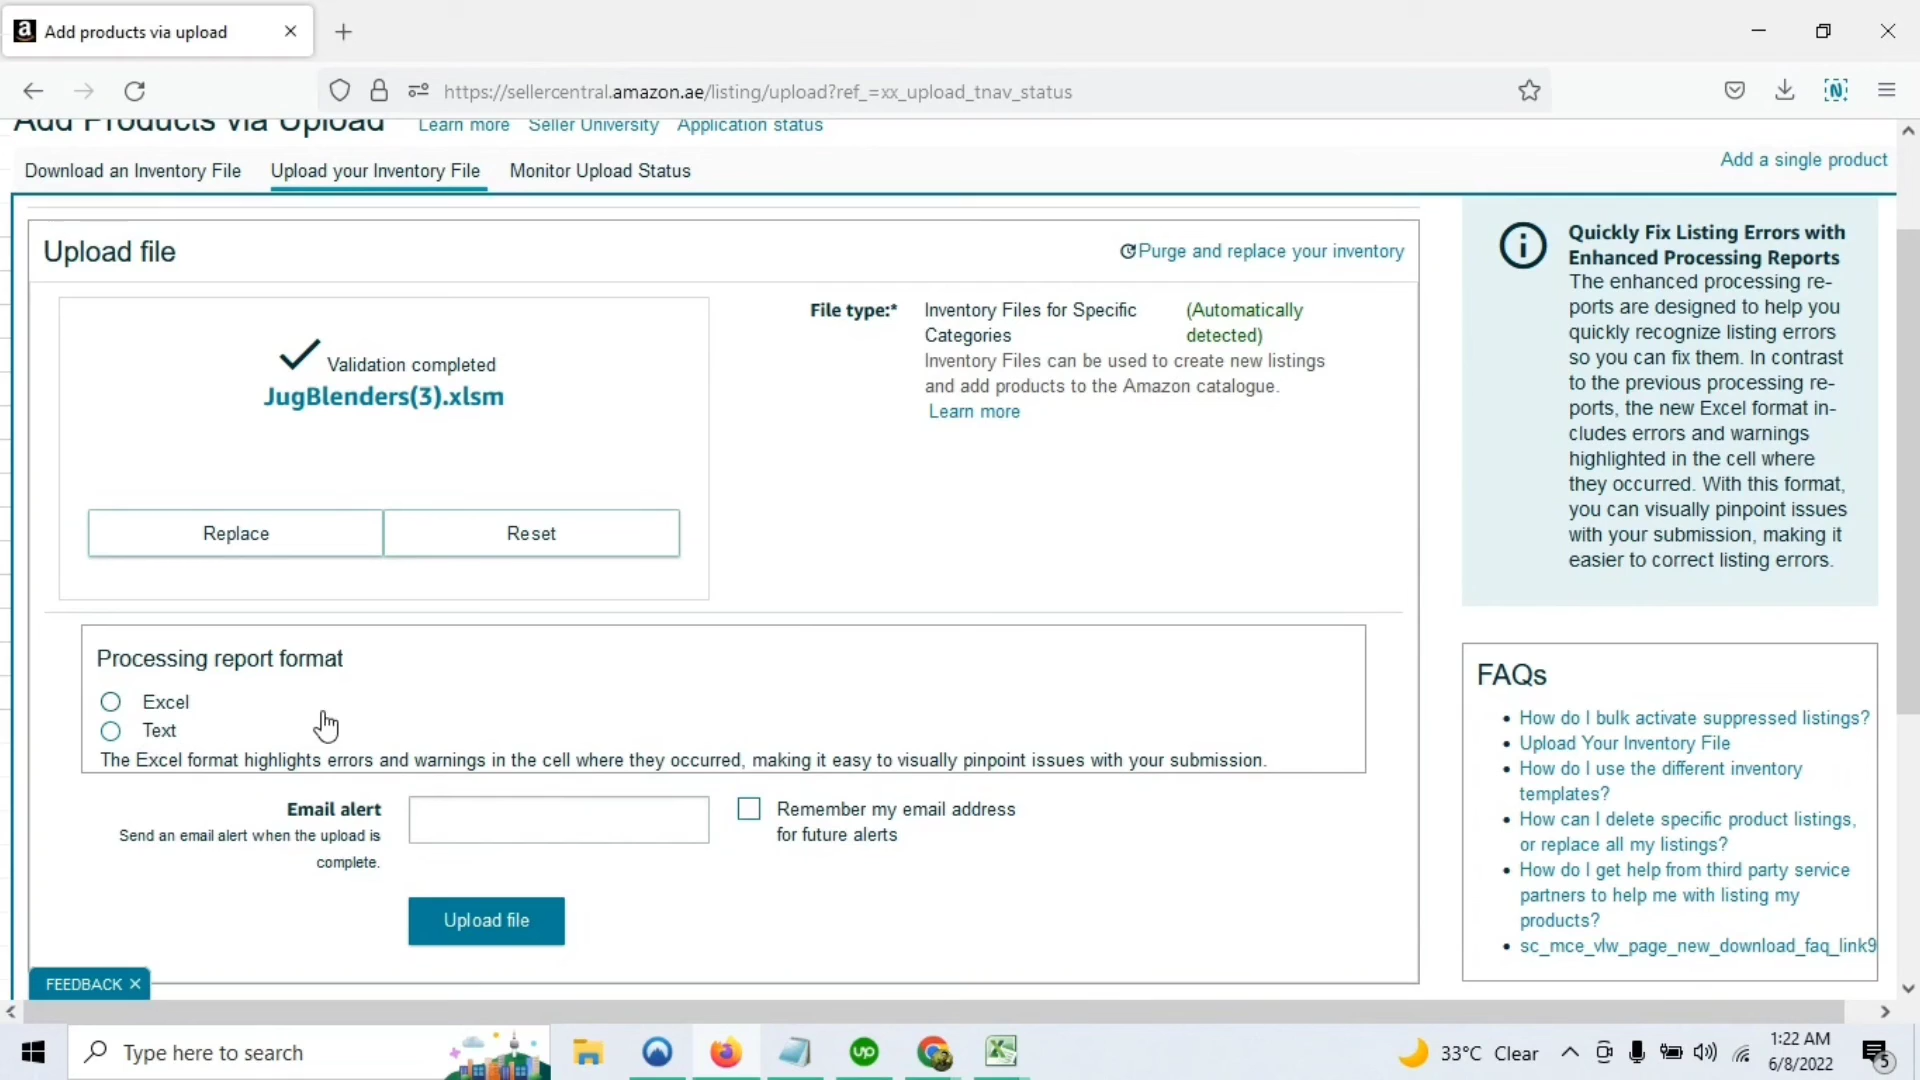 Add products via upload
https://sellercentral.amazon.ae/listing/upload?ref_=xx_upload_tnav_status
Add Products via Upload
Learn more
Seller University
Application status
Download an Inventory File
Upload your Inventory File
Monitor Upload Status
Add a single product
Upload file
Purge and replace your inventory
Validation completed
JugBlenders(3).xlsm
Replace
Reset
File type:*
Inventory Files for Specific
Categories
(Automatically
detected)
Inventory Files can be used to create new listings
and add products to the Amazon catalogue.
Learn more
Processing report format
Excel
Text
The Excel format highlights errors and warnings in the cell where they occurred, making it easy to visually pinpoint issues with your submission.
Email alert
Send an email alert when the upload is
complete.
Remember my email address
for future alerts
Upload file
FEEDBACK
Quickly Fix Listing Errors with
Enhanced Processing Reports
The enhanced processing re-
ports are designed to help you
quickly recognize listing errors
so you can fix them. In contrast
to the previous processing re-
ports, the new Excel format in-
cludes errors and warnings
highlighted in the cell where
they occurred. With this format,
you can visually pinpoint issues
with your submission, making it
easier to correct listing errors.
FAQs
How do I bulk activate suppressed listings?
Upload Your Inventory File
How do I use the different inventory
templates?
How can I delete specific product listings,
or replace all my listings?
How do I get help from third party service
partners to help me with listing my
products?
sc_mce_vlw_page_new_download_faq_link9
Type here to search
up
33°C Clear
1:22 AM
6/8/2022
5